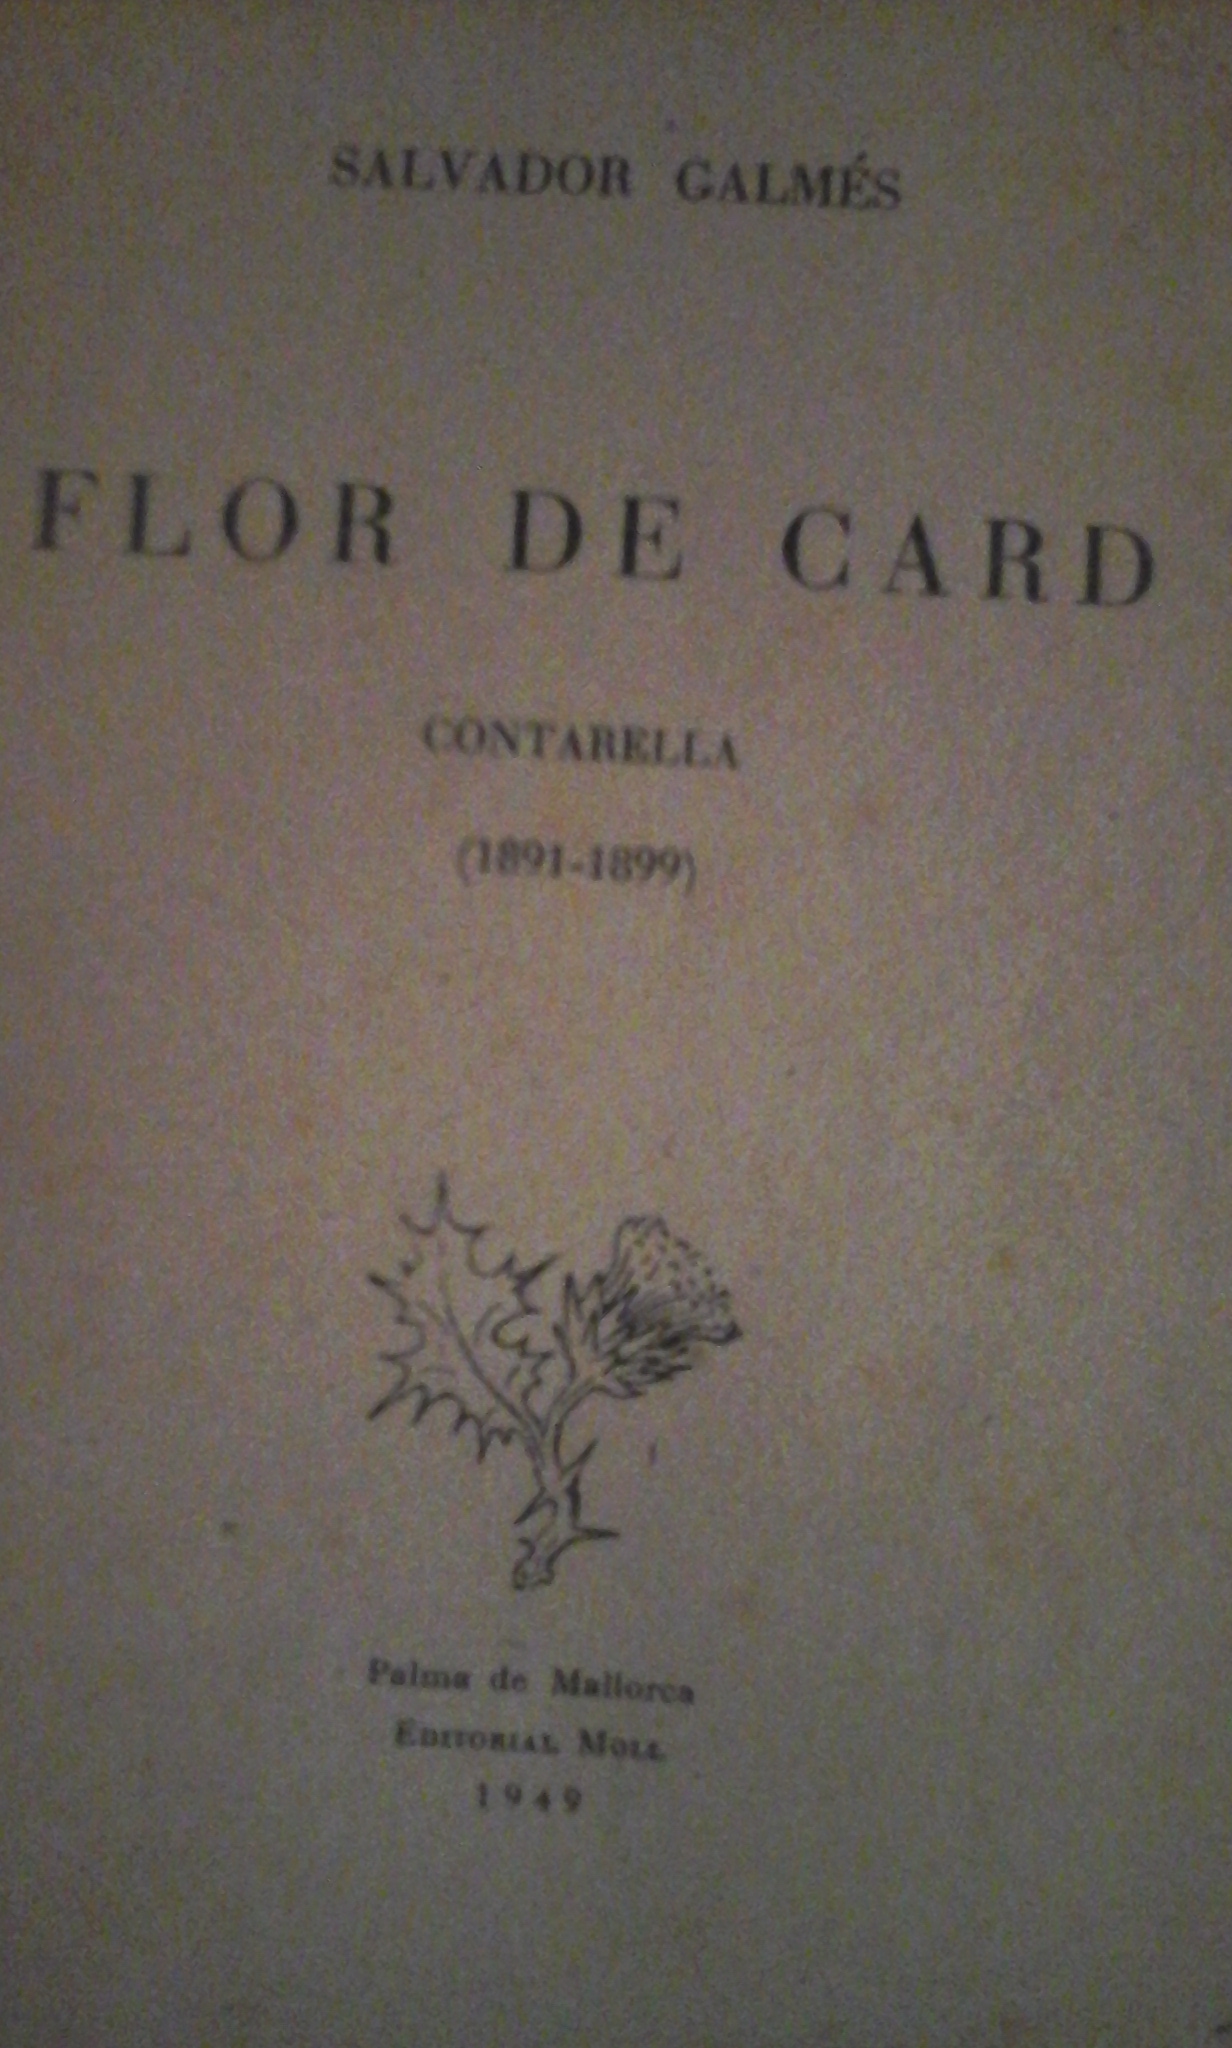 SALVADOR GALMÉS
FLOR DE CARD
CONTARELLA
(1891-1899)
Palma de Mallorca
EDITORIAL MOLL
1949